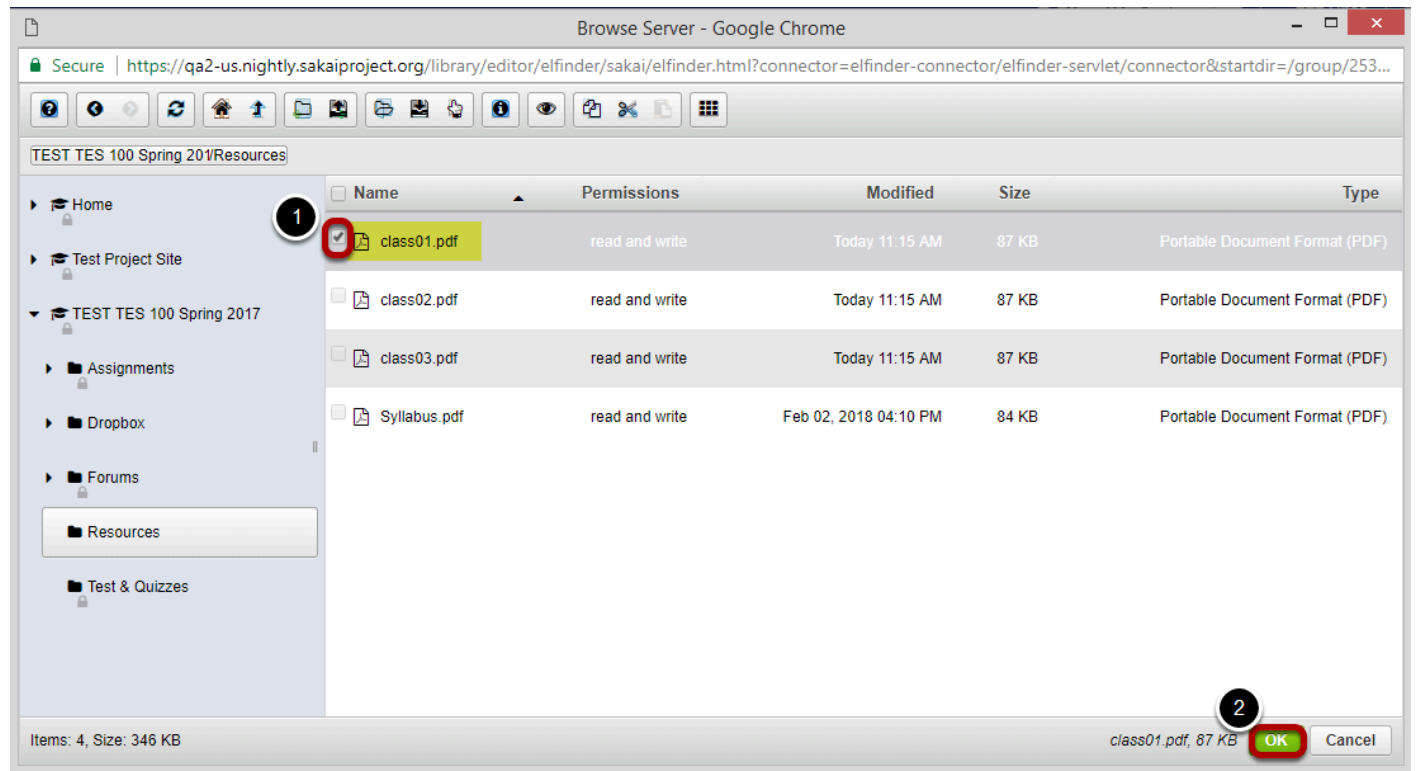 Browse Server - Google Chrome
Secure | https://qa2-us.nightly.sakaiproject.org/library/editor/elfinder/sakai/elfinder.html?connector=elfinder-connector/elfinder-servlet/connector&startdir=/group/253...
TEST TES 100 Spring 201/Resources
Name Permissions Modified Size Type
Home
1
class01.pdf read and write Today 11:15 AM 87 KB Portable Document Format (PDF)
Test Project Site
class02.pdf read and write Today 11:15 AM 87 KB Portable Document Format (PDF)
TEST TES 100 Spring 2017
class03.pdf read and write Today 11:15 AM 87 KB Portable Document Format (PDF)
Assignments
Syllabus.pdf read and write Feb 02, 2018 04:10 PM 84 KB Portable Document Format (PDF)
Dropbox
Forums
Resources
Test & Quizzes
2
Items: 4, Size: 346 KB class01.pdf, 87 KB OK Cancel